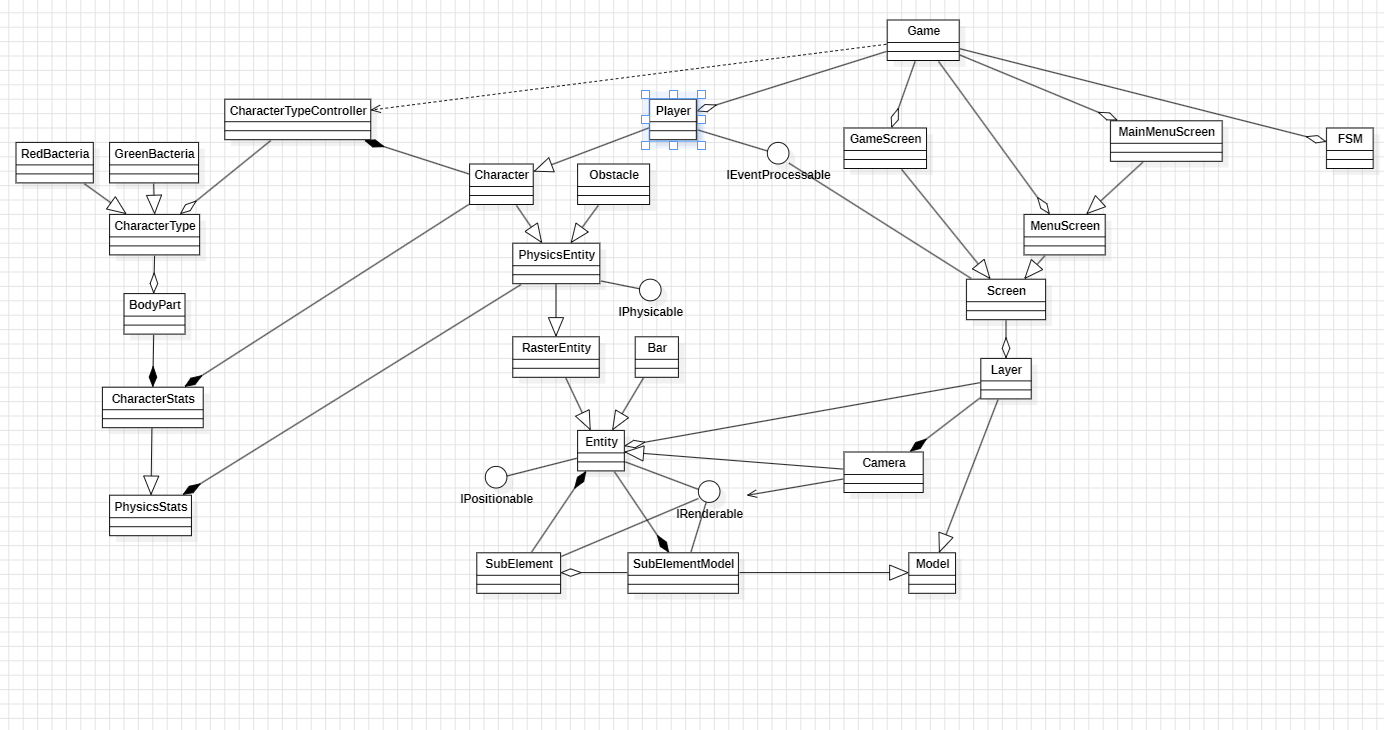 Game
CharacterTypeController
Player
MainMenuScreen
GameScreen
FSM
RedBacteria
GreenBacteria
Character
Obstacle
IEventProcessable
CharacterType
MenuScreen
PhysicsEntity
Screen
BodyPart
IPhysicable
RasterEntity
Bar
Layer
CharacterStats
Entity
Camera
IPositionable
PhysicsStats
IRenderable
SubElement
SubElementModel
Model